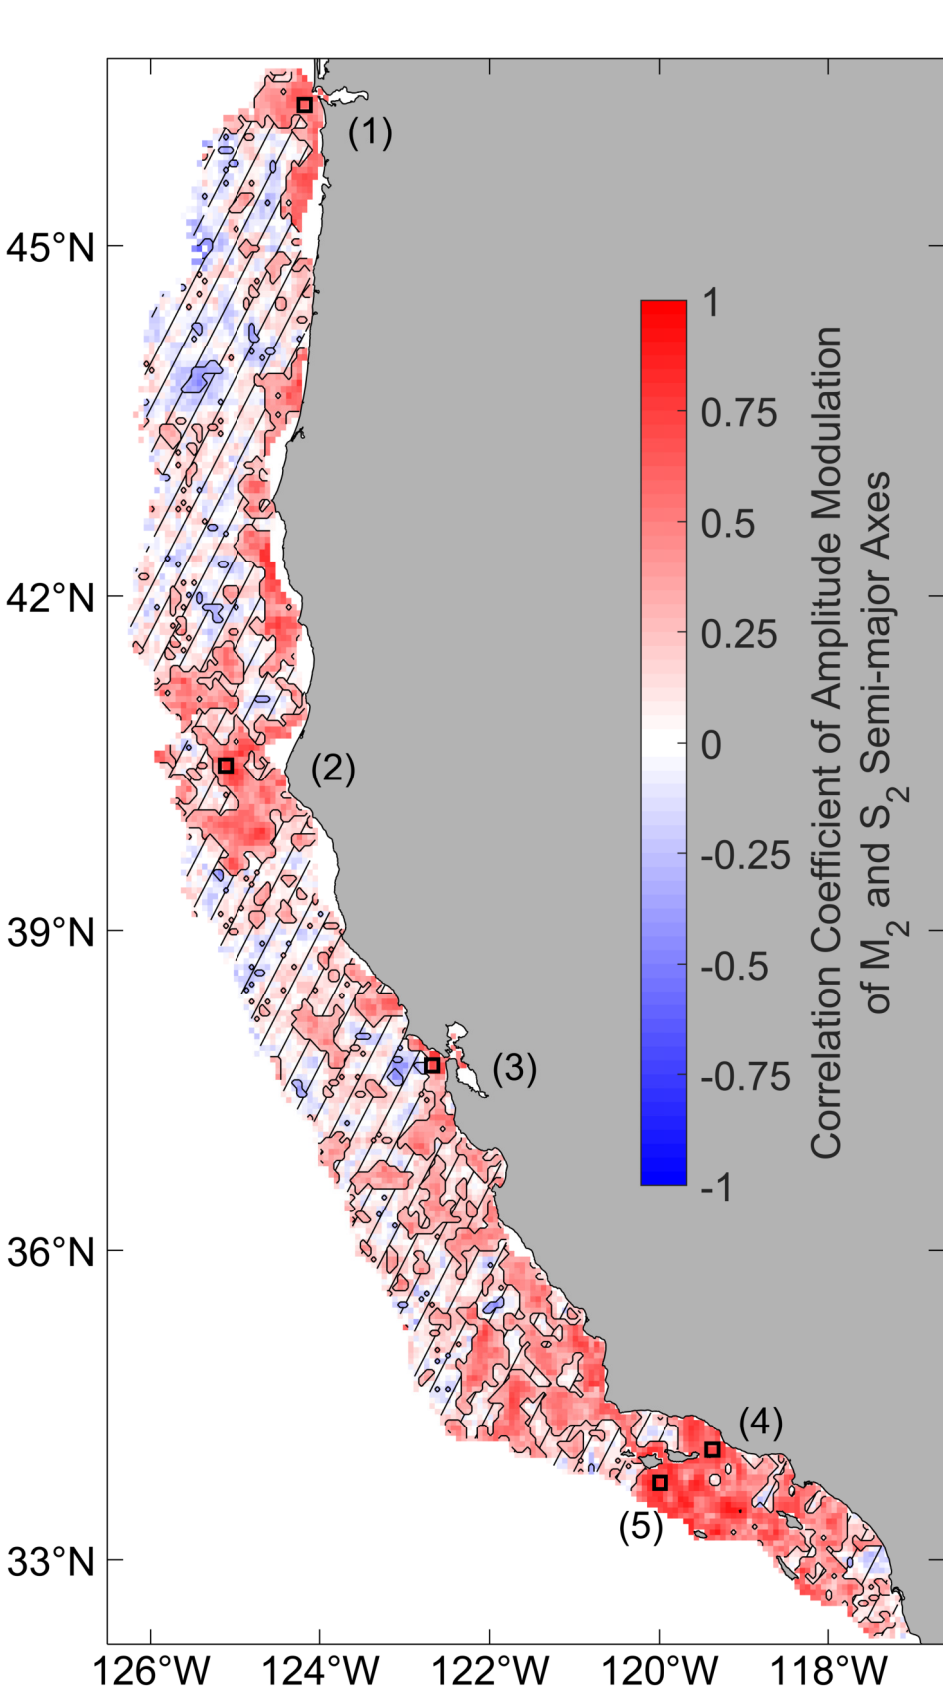 (1)
45°N
1
0.75
0.5
42°N
0.25
0
(2)
-0.25
39°N
-0.5
(3)
-0.75
-1
Correlation Coefficient of Amplitude Modulation
of M₂ and S₂ Semi-major Axes
36°N
(4)
(5)
33°N
126°W 124°W 122°W 120°W 118°W